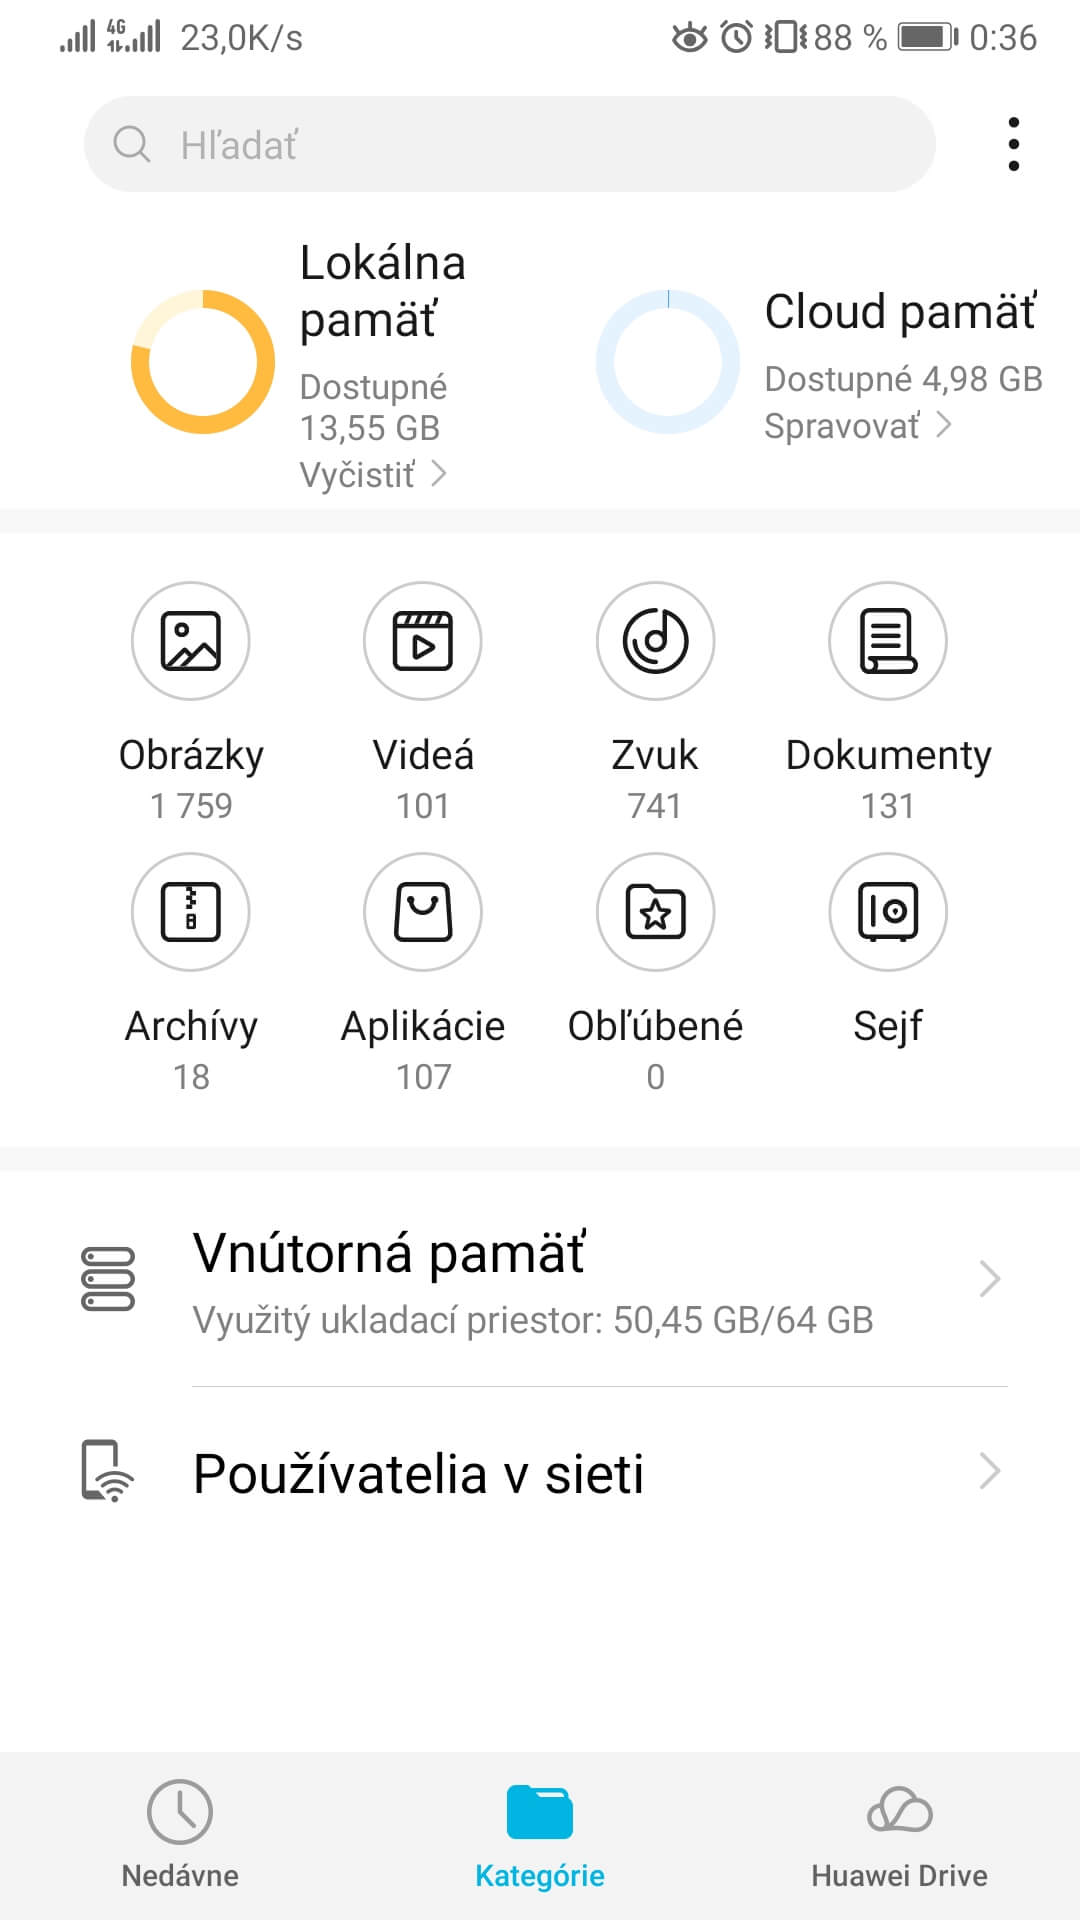 4G 23,0K/s 88 % 0:36
Hľadať
Lokálna
pamäť
Dostupné
13,55 GB
Vyčistiť
Cloud pamäť
Dostupné 4,98 GB
Spravovať
Obrázky Videá Zvuk Dokumenty
1 759 101 741 131
Archívy Aplikácie Obľúbené Sejf
18 107 0
Vnútorná pamäť
Využitý ukladací priestor: 50,45 GB/64 GB
Používatelia v sieti
Nedávne Kategórie Huawei Drive